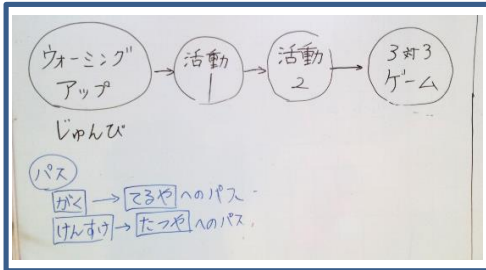 ウォーミングアップ → 活動1 → 活動2 → 3対3ゲーム
じゅんび
パス
がく → てるや へのパス
けんすけ → たつや へのパス